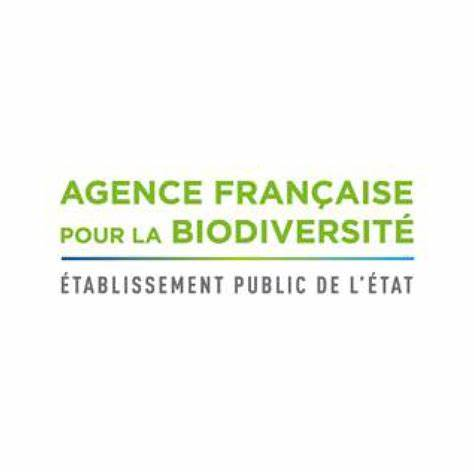 AGENCE FRANÇAISE
POUR LA BIODIVERSITÉ
ÉTABLISSEMENT PUBLIC DE L'ÉTAT